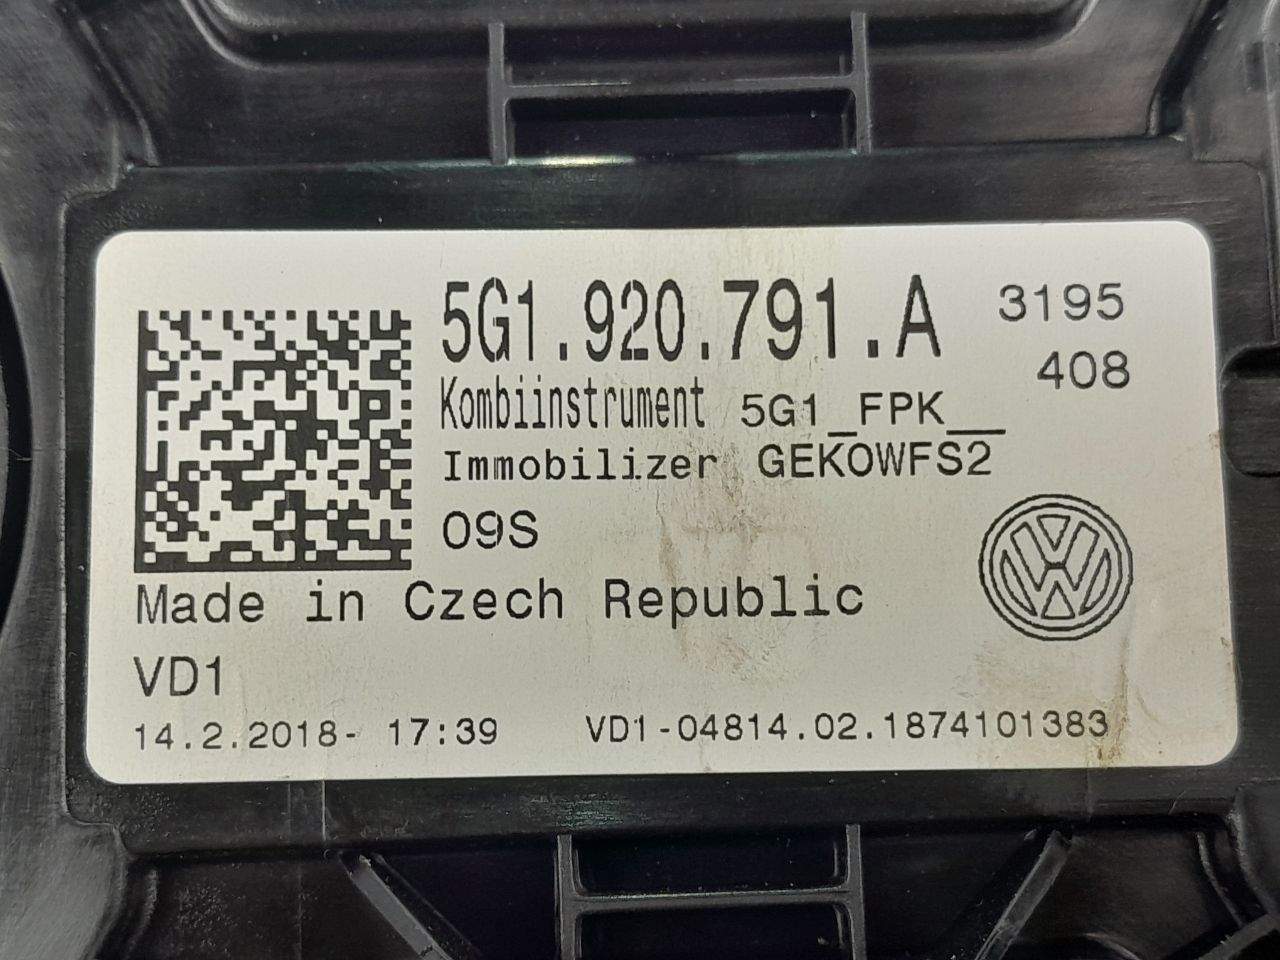 5G1.920.791.A 3195
408
Kombiinstrument 5G1_FPK__
Immobilizer GEKOWFS2
09S
Made in Czech Republic
VD1
14.2.2018- 17:39 VD1-04814.02.1874101383